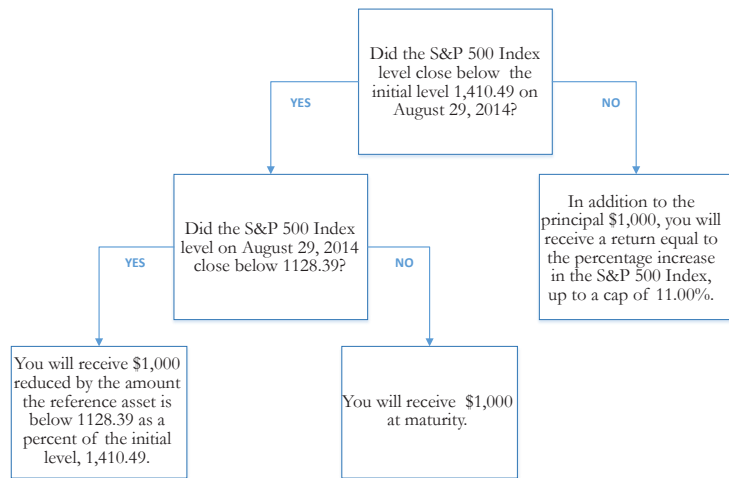 Did the S&P 500 Index
level close below the
initial level 1,410.49 on
August 29, 2014?
YES
NO
Did the S&P 500 Index
level on August 29, 2014
close below 1128.39?
In addition to the
principal $1,000, you will
receive a return equal to
the percentage increase
in the S&P 500 Index,
up to a cap of 11.00%.
YES
NO
You will receive $1,000
reduced by the amount
the reference asset is
below 1128.39 as a
percent of the initial
level, 1,410.49.
You will receive $1,000
at maturity.